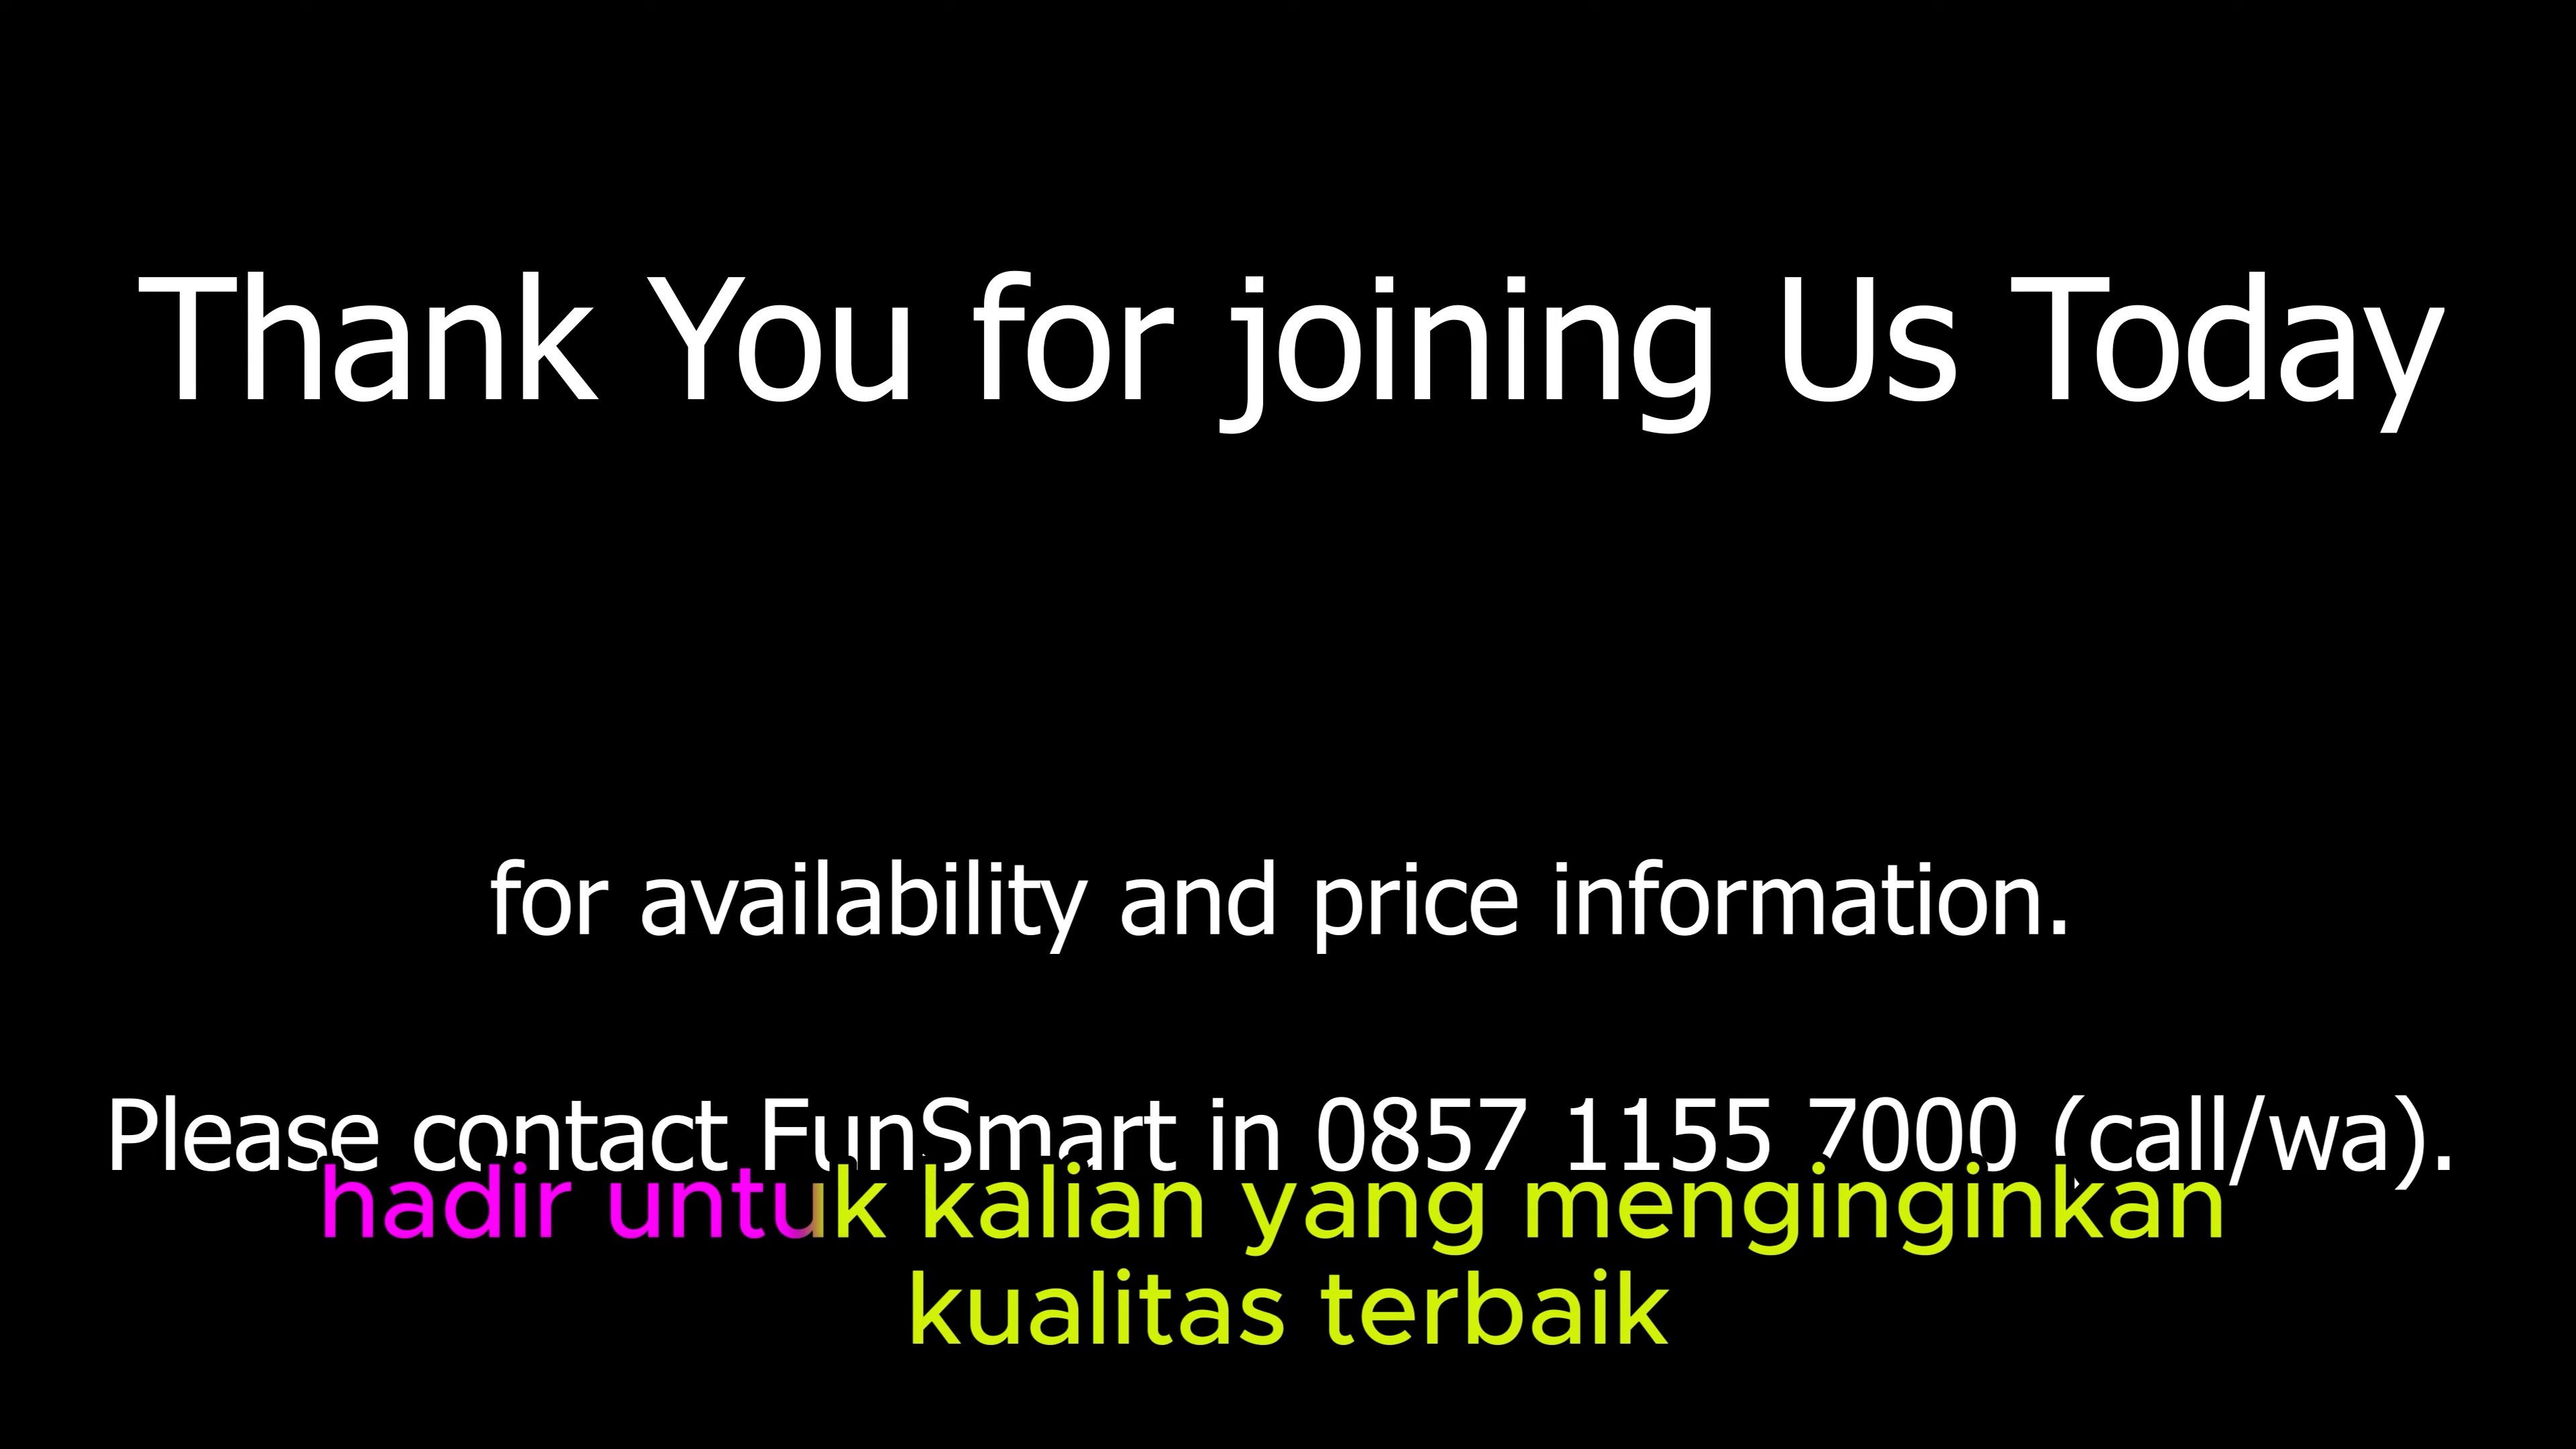 Thank You for joining Us Today
for availability and price information.
Please contact FunSmart in 0857 1155 7000 (call/wa).
hadir untuk kalian yang menginginkan
kualitas terbaik